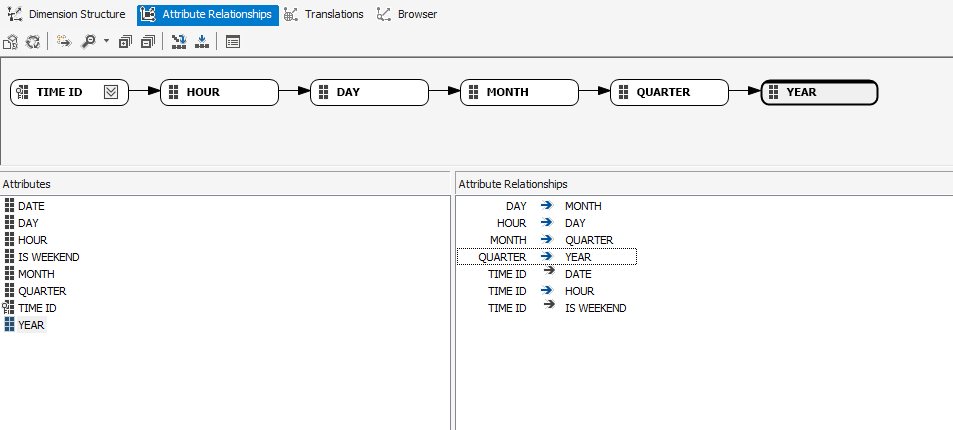 Dimension Structure Attribute Relationships Translations Browser
TIME ID HOUR DAY MONTH QUARTER YEAR
Attributes
DATE
DAY
HOUR
IS WEEKEND
MONTH
QUARTER
TIME ID
YEAR
Attribute Relationships
DAY MONTH
HOUR DAY
MONTH QUARTER
QUARTER YEAR
TIME ID DATE
TIME ID HOUR
TIME ID IS WEEKEND